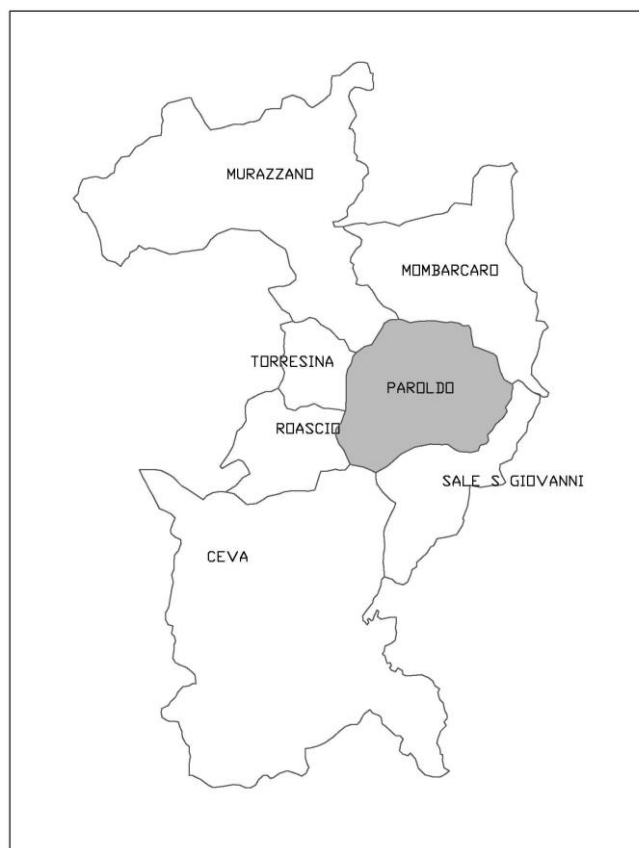 MURAZZANO
MOMBARCARO
TORRESINA
PAROLDO
ROASCIO
SALE S GIOVANNI
CEVA